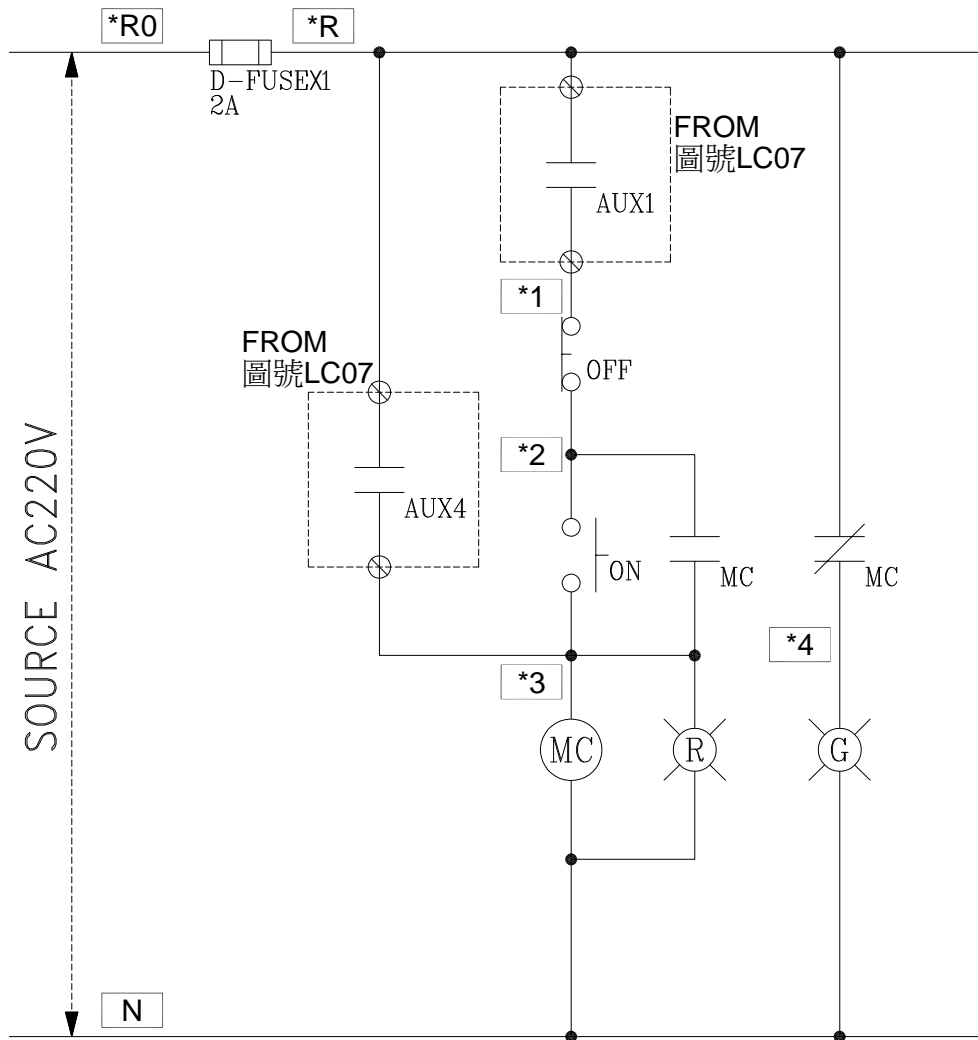 *R0
*R
D-FUSEX1
2A
FROM
圖號LC07
AUX1
*1
OFF
FROM
圖號LC07
*2
AUX4
ON
MC
MC
*4
*3
SOURCE AC220V
MC
R
G
N